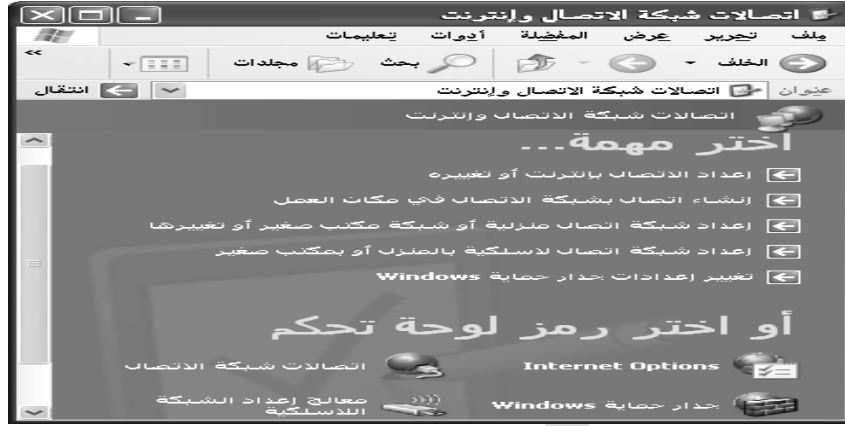 اتصالات شبكة الاتصال وإنترنت
ملف تحرير عرض المفضلة أدوات تعليمات
الخلف بحث مجلدات
عنوان اتصالات شبكة الاتصال وإنترنت انتقال
اتصالات شبكة الاتصال وإنترنت
اختر مهمة...
إعداد الاتصال بإنترنت أو تغييره
إنشاء اتصال بشبكة الاتصال في مكان العمل
إعداد شبكة اتصال منزلية أو شبكة مكتب صغير أو تغييرها
إعداد شبكة اتصال لاسلكية بالمنزل أو بمكتب صغير
تغيير إعدادات جدار حماية Windows
أو اختر رمز لوحة تحكم
Internet Options
اتصالات شبكة الاتصال
جدار حماية Windows
معالج إعداد الشبكة
اللاسلكية